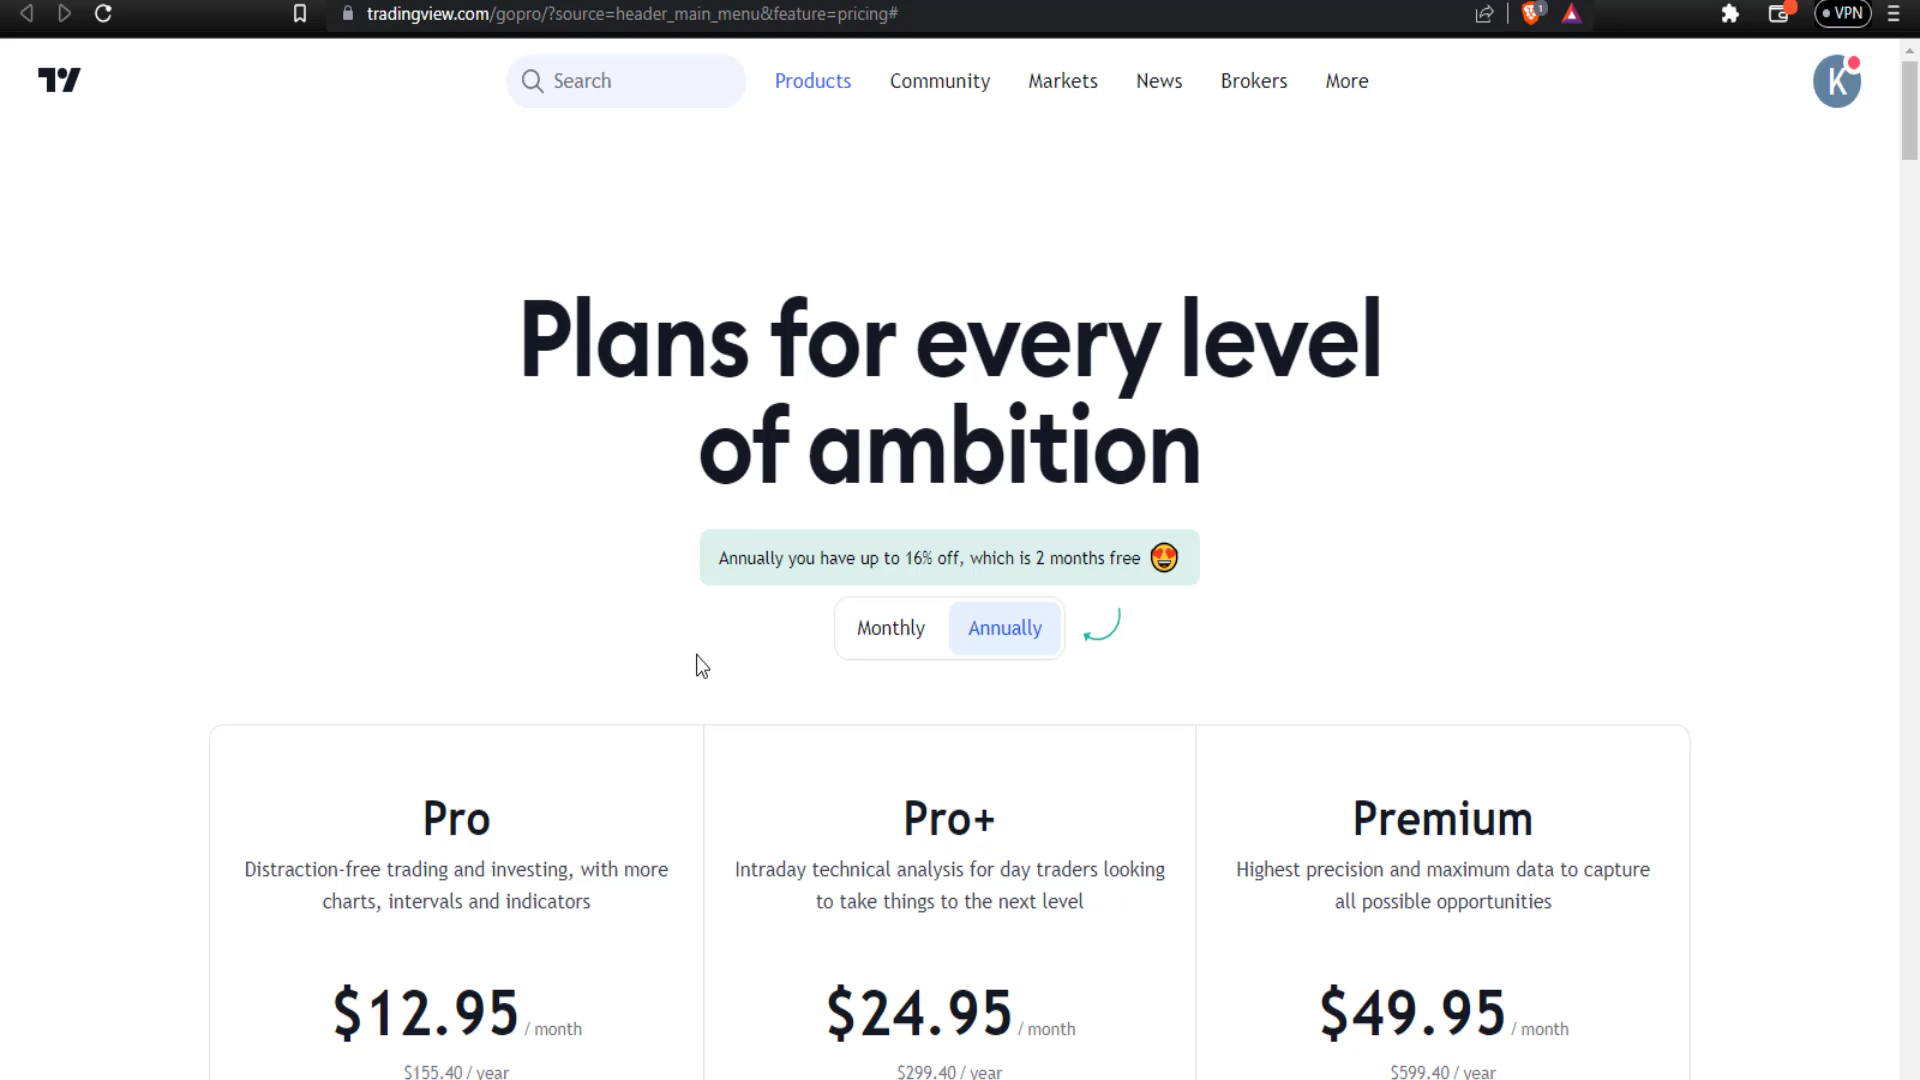 tradingview.com/gopro/?source=header_main_menu&feature=pricing#
1
VPN
TV
Search
Products
Community
Markets
News
Brokers
More
K
Plans for every level
of ambition
Annually you have up to 16% off, which is 2 months free
Monthly
Annually
Pro
Distraction-free trading and investing, with more
charts, intervals and indicators
$12.95 / month
$155.40 / year
Pro+
Intraday technical analysis for day traders looking
to take things to the next level
$24.95 / month
$299.40 / year
Premium
Highest precision and maximum data to capture
all possible opportunities
$49.95 / month
$599.40 / year